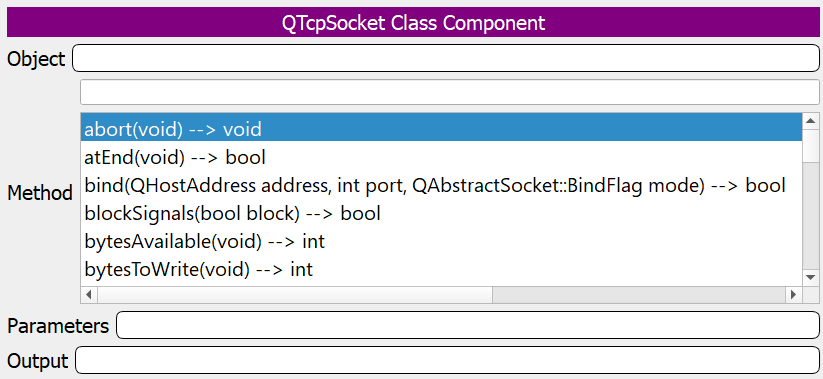 QTcpSocket Class Component
Object
Method
abort(void) --> void
atEnd(void) --> bool
bind(QHostAddress address, int port, QAbstractSocket::BindFlag mode) --> bool
blockSignals(bool block) --> bool
bytesAvailable(void) --> int
bytesToWrite(void) --> int
Parameters
Output